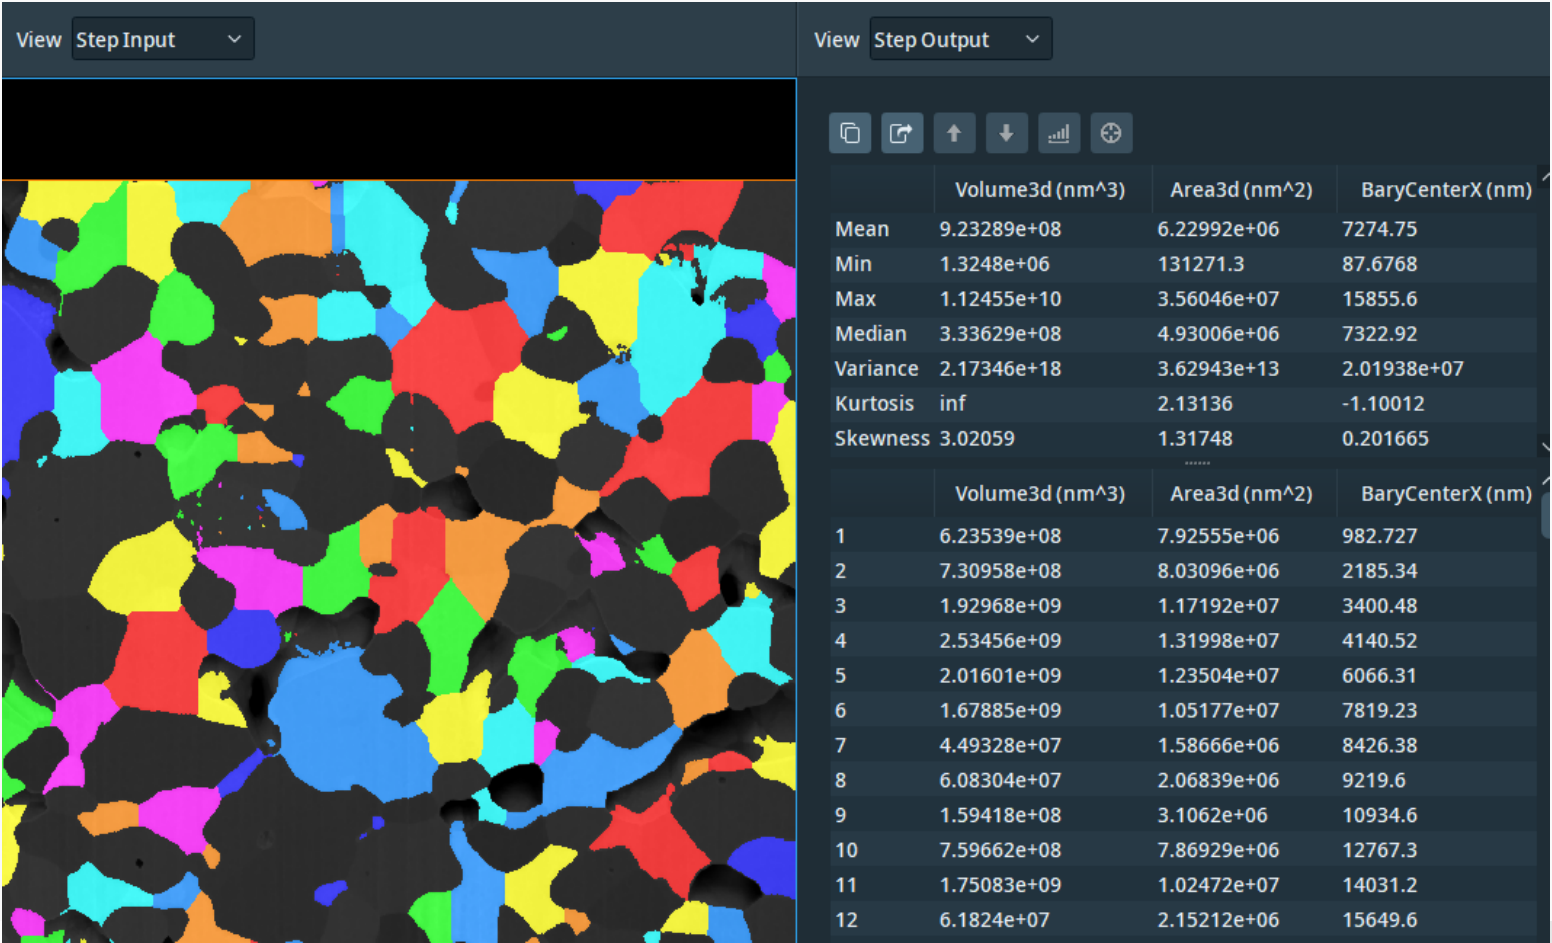 View Step Input
View Step Output
Volume3d (nm^3) Area3d (nm^2) BaryCenterX (nm)
Mean 9.23289e+08 6.22992e+06 7274.75
Min 1.3248e+06 131271.3 87.6768
Max 1.12455e+10 3.56046e+07 15855.6
Median 3.33629e+08 4.93006e+06 7322.92
Variance 2.17346e+18 3.62943e+13 2.01938e+07
Kurtosis inf 2.13136 -1.10012
Skewness 3.02059 1.31748 0.201665
Volume3d (nm^3) Area3d (nm^2) BaryCenterX (nm)
1 6.23539e+08 7.92555e+06 982.727
2 7.30958e+08 8.03096e+06 2185.34
3 1.92968e+09 1.17192e+07 3400.48
4 2.53456e+09 1.31998e+07 4140.52
5 2.01601e+09 1.23504e+07 6066.31
6 1.67885e+09 1.05177e+07 7819.23
7 4.49328e+07 1.58666e+06 8426.38
8 6.08304e+07 2.06839e+06 9219.6
9 1.59418e+08 3.1062e+06 10934.6
10 7.59662e+08 7.86929e+06 12767.3
11 1.75083e+09 1.02472e+07 14031.2
12 6.1824e+07 2.15212e+06 15649.6